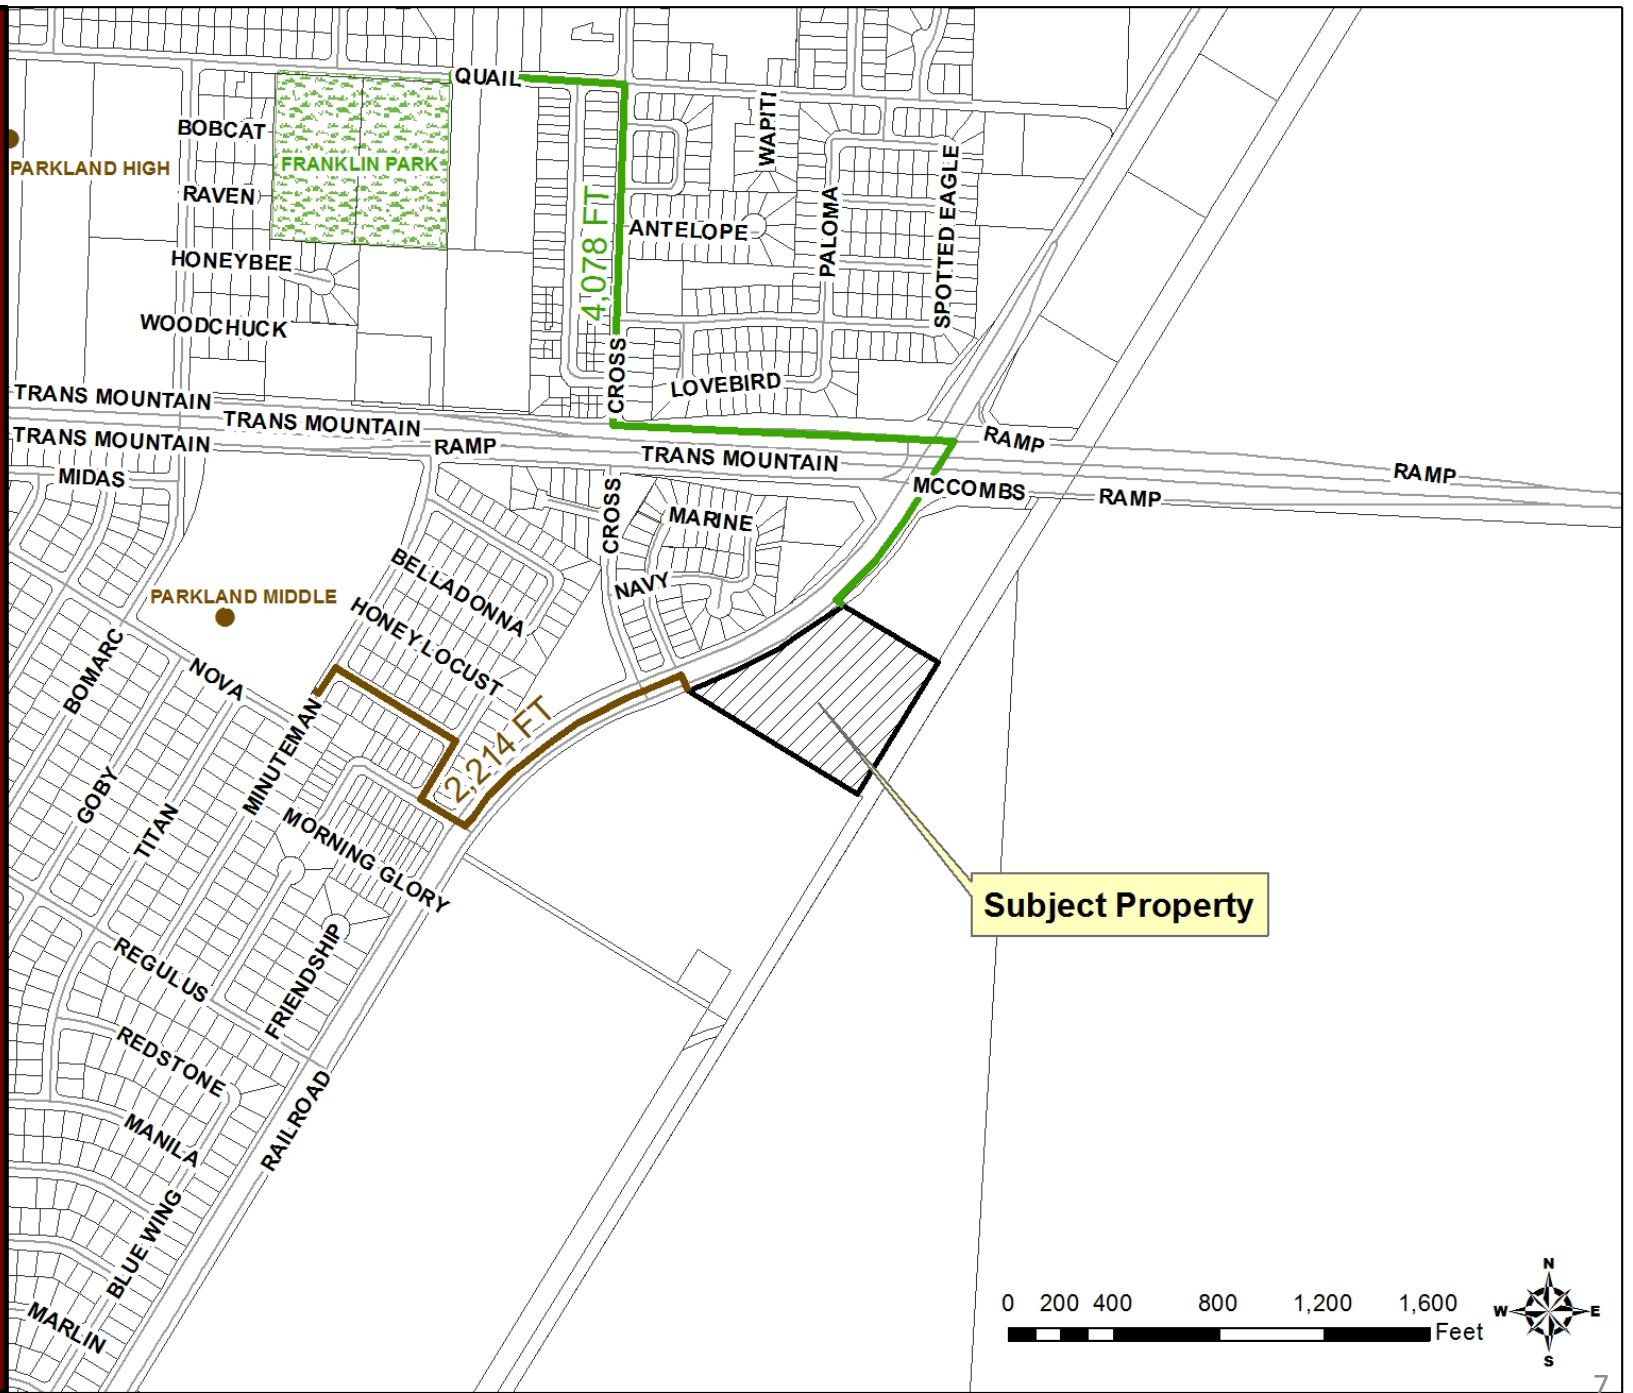 QUAIL
BOBCAT
WAPITI
PARKLAND HIGH
FRANKLIN PARK
RAVEN
4,078 FT
ANTELOPE
PALOMA
SPOTTED EAGLE
HONEYBEE
WOODCHUCK
CROSS
LOVEBIRD
TRANS MOUNTAIN
TRANS MOUNTAIN
TRANS MOUNTAIN
RAMP
TRANS MOUNTAIN
RAMP
RAMP
MIDAS
MCCOMBS
RAMP
CROSS
MARINE
BELLADONNA
NAVY
PARKLAND MIDDLE
HONEY LOCUST
BOMARC
NOVA
MINUTEMAN
2,214 FT
GOBY
TITAN
MORNING GLORY
Subject Property
REGULUS
FRIENDSHIP
REDSTONE
RAILROAD
MANILA
BLUE WING
MARLIN
N
W E
S
0 200 400 800 1,200 1,600
Feet
7